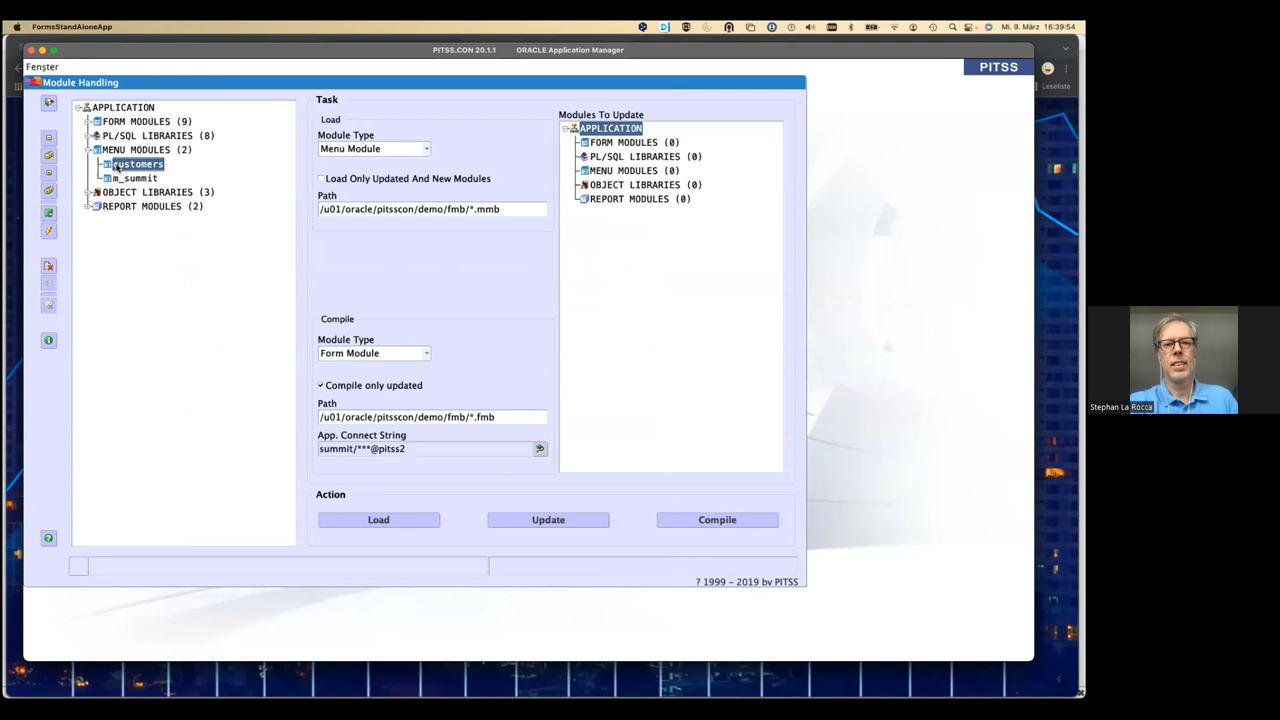 FormsStandAloneApp
Mi. 9. März 16:39:54
PITSS.CON 20.1.1
ORACLE Application Manager
Fenster
PITSS
Leseliste
Module Handling
APPLICATION
FORM MODULES (9)
PL/SQL LIBRARIES (8)
MENU MODULES (2)
customers
m_summit
OBJECT LIBRARIES (3)
REPORT MODULES (2)
Task
Load
Module Type
Menu Module
Load Only Updated And New Modules
Path
/u01/oracle/pitsscon/demo/fmb/*.mmb
Compile
Module Type
Form Module
Compile only updated
Path
/u01/oracle/pitsscon/demo/fmb/*.fmb
App. Connect String
summit/***@pitss2
Modules To Update
APPLICATION
FORM MODULES (0)
PL/SQL LIBRARIES (0)
MENU MODULES (0)
OBJECT LIBRARIES (0)
REPORT MODULES (0)
Action
Load
Update
Compile
? 1999 - 2019 by PITSS
Stephan La Rocca